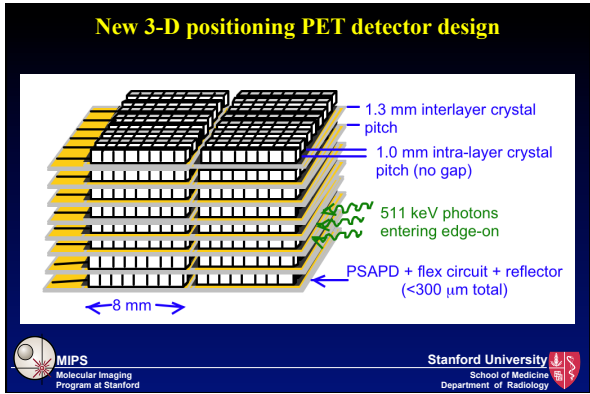 New 3-D positioning PET detector design
1.3 mm interlayer crystal
pitch
1.0 mm intra-layer crystal
pitch (no gap)
511 keV photons
entering edge-on
PSAPD + flex circuit + reflector
(<300 μm total)
8 mm
MIPS
Molecular Imaging
Program at Stanford
Stanford University
School of Medicine
Department of Radiology